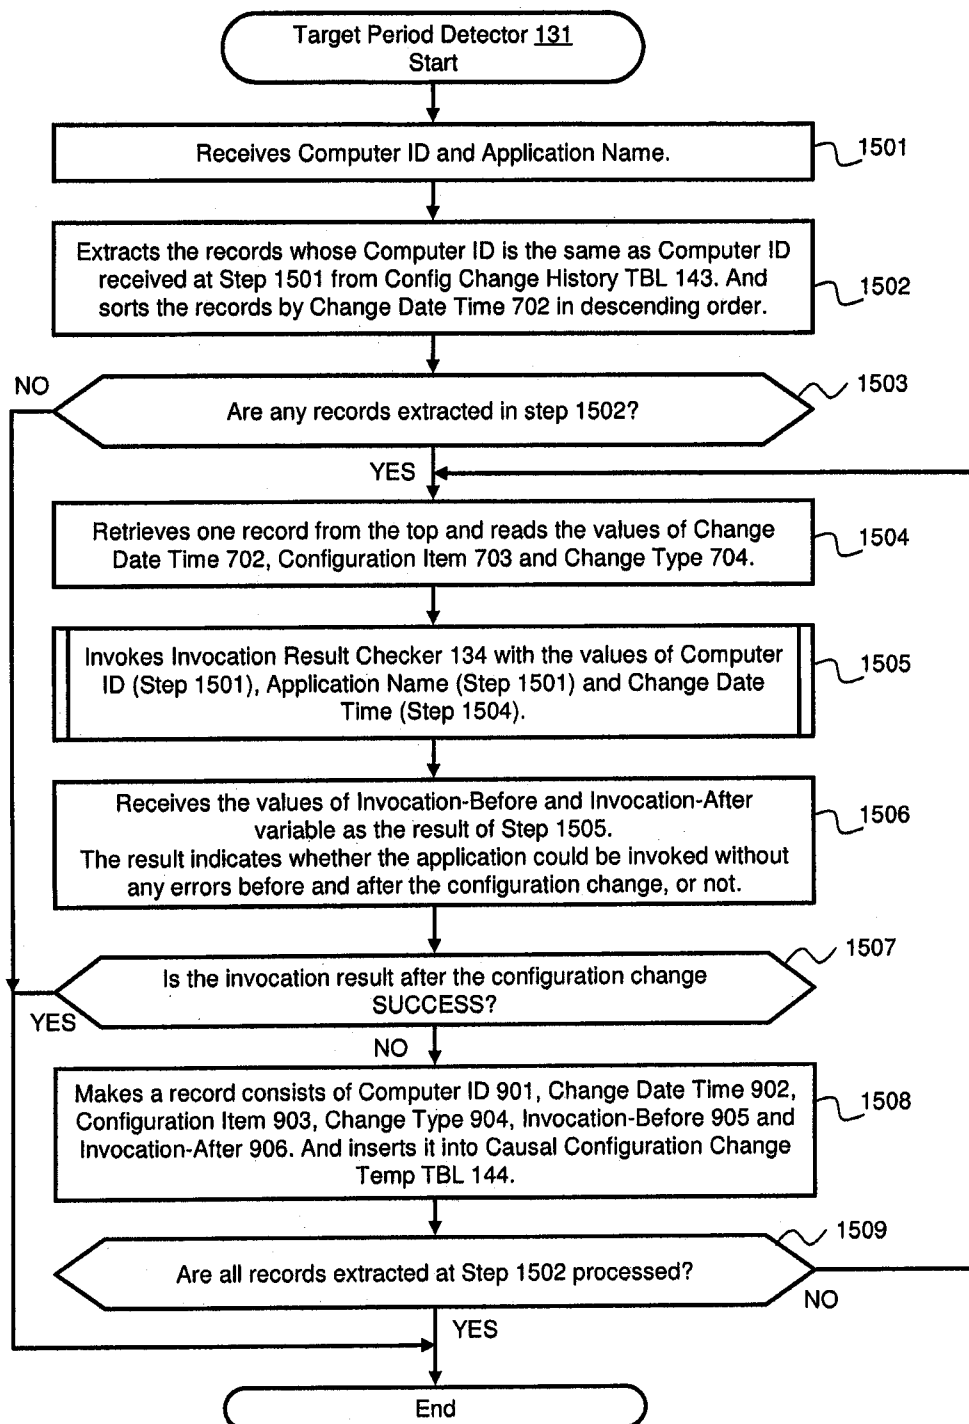 Target Period Detector 131
Start
Receives Computer ID and Application Name.
1501
Extracts the records whose Computer ID is the same as Computer ID
received at Step 1501 from Config Change History TBL 143. And
sorts the records by Change Date Time 702 in descending order.
1502
NO
1503
Are any records extracted in step 1502?
YES
Retrieves one record from the top and reads the values of Change
Date Time 702, Configuration Item 703 and Change Type 704.
1504
Invokes Invocation Result Checker 134 with the values of Computer
ID (Step 1501), Application Name (Step 1501) and Change Date
Time (Step 1504).
1505
Receives the values of Invocation-Before and Invocation-After
variable as the result of Step 1505.
The result indicates whether the application could be invoked without
any errors before and after the configuration change, or not.
1506
1507
Is the invocation result after the configuration change
SUCCESS?
YES
NO
Makes a record consists of Computer ID 901, Change Date Time 902,
Configuration Item 903, Change Type 904, Invocation-Before 905 and
Invocation-After 906. And inserts it into Causal Configuration Change
Temp TBL 144.
1508
1509
Are all records extracted at Step 1502 processed?
NO
YES
End